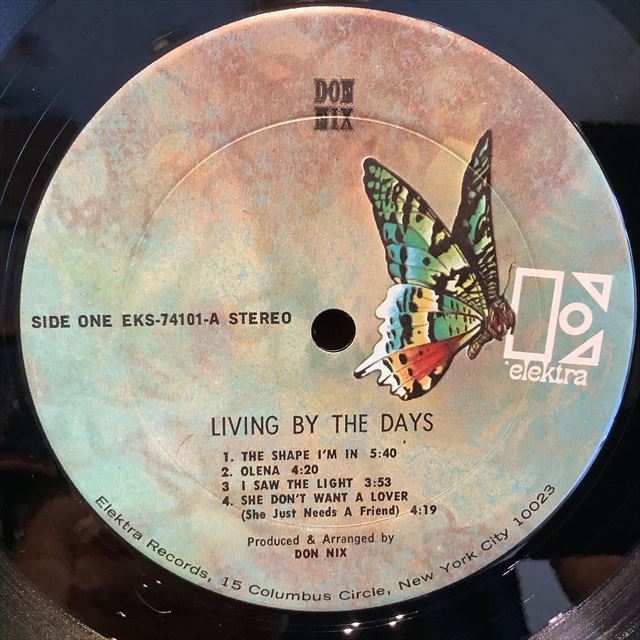 DON
NIX
SIDE ONE EKS-74101-A STEREO
elektra
LIVING BY THE DAYS
1. THE SHAPE I'M IN 5:40
2. OLENA 4:20
3 I SAW THE LIGHT 3:53
4. SHE DON'T WANT A LOVER
(She Just Needs A Friend) 4:19
Produced & Arranged by
DON NIX
Elektra Records, 15 Columbus Circle, New York City 10023